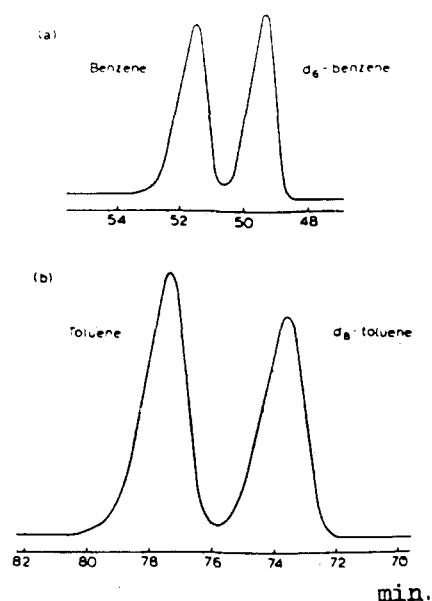 (a)
Benzene
d6-benzene
54 52 50 48
(b)
Toluene
d8-toluene
82 80 78 76 74 72 70
min.